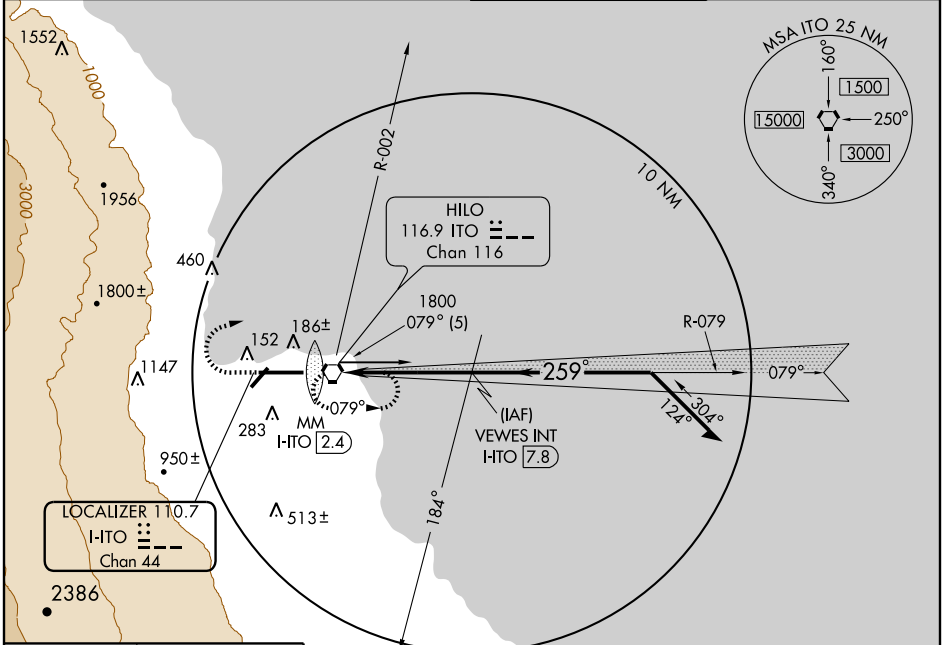 1552
1000
3000
1956
1800±
1147
950±
2386
460
152
186±
283
513±
R-002
HILO
116.9 ITO
Chan 116
1800
079° (5)
10 NM
MSA ITO 25 NM
160°
1500
15000
250°
3000
340°
R-079
259°
079°
079°
MM
I-ITO 2.4
(IAF)
VEWES INT
I-ITO 7.8
304°
124°
184°
LOCALIZER 110.7
I-ITO
Chan 44